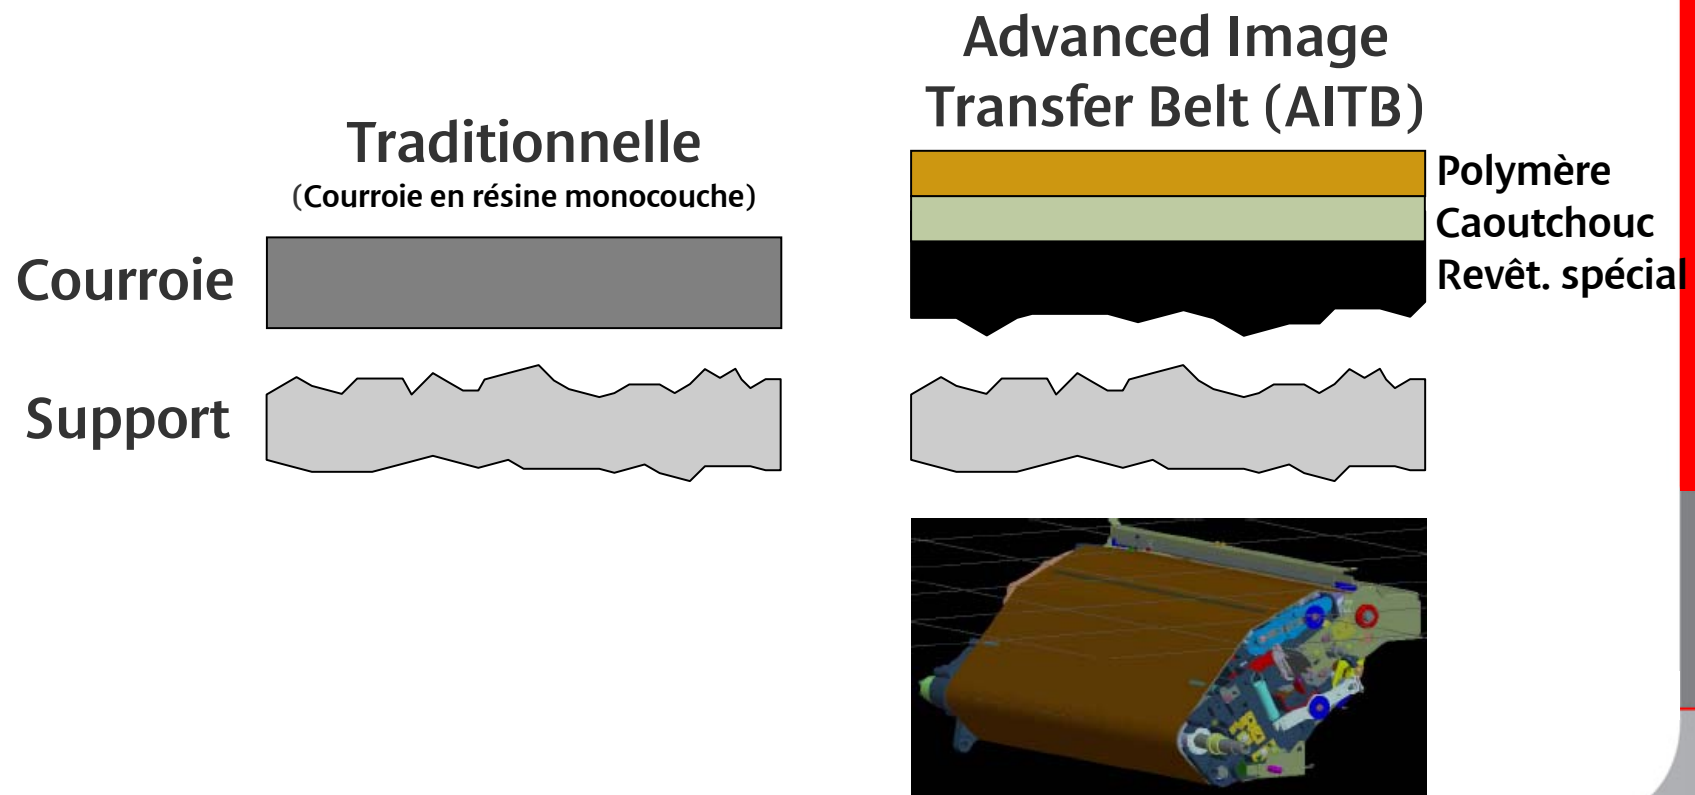 Advanced Image
Transfer Belt (AITB)
Traditionnelle
(Courroie en résine monocouche)
Polymère
Caoutchouc
Revêt. spécial
Courroie
Support